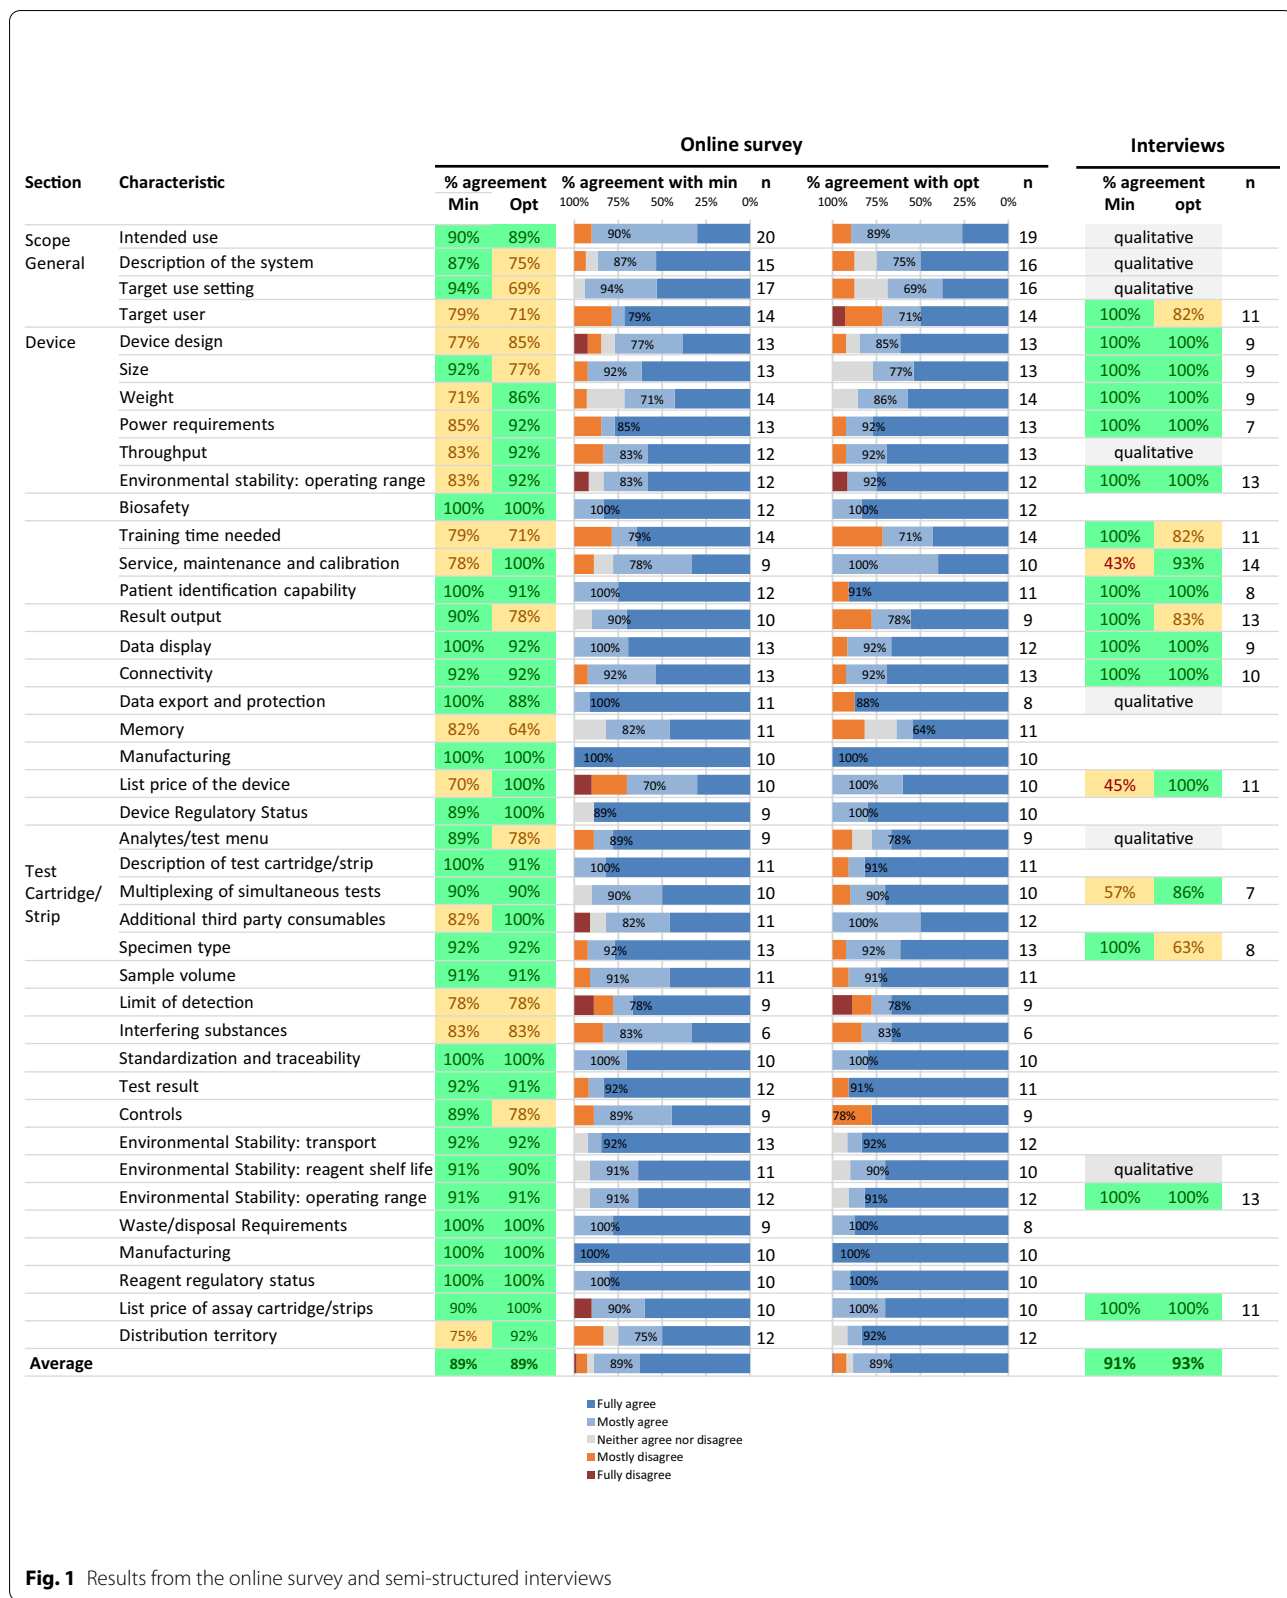 Online survey Interviews
Section Characteristic % agreement % agreement with min n % agreement with opt n % agreement n
Min Opt 100% 75% 50% 25% 0% 100% 75% 50% 25% 0% Min opt
Scope Intended use 90% 89% 90% 20 89% 19 qualitative
General Description of the system 87% 75% 87% 15 75% 16 qualitative
Target use setting 94% 69% 94% 17 69% 16 qualitative
Target user 79% 71% 79% 14 71% 14 100% 82% 11
Device Device design 77% 85% 77% 13 85% 13 100% 100% 9
Size 92% 77% 92% 13 77% 13 100% 100% 9
Weight 71% 86% 71% 14 86% 14 100% 100% 9
Power requirements 85% 92% 85% 13 92% 13 100% 100% 7
Throughput 83% 92% 83% 12 92% 13 qualitative
Environmental stability: operating range 83% 92% 83% 12 92% 12 100% 100% 13
Biosafety 100% 100% 100% 12 100% 12
Training time needed 79% 71% 79% 14 71% 14 100% 82% 11
Service, maintenance and calibration 78% 100% 78% 9 100% 10 43% 93% 14
Patient identification capability 100% 91% 100% 12 91% 11 100% 100% 8
Result output 90% 78% 90% 10 78% 9 100% 83% 13
Data display 100% 92% 100% 13 92% 12 100% 100% 9
Connectivity 92% 92% 92% 13 92% 13 100% 100% 10
Data export and protection 100% 88% 100% 11 88% 8 qualitative
Memory 82% 64% 82% 11 64% 11
Manufacturing 100% 100% 100% 10 100% 10
List price of the device 70% 100% 70% 10 100% 10 45% 100% 11
Device Regulatory Status 89% 100% 89% 9 100% 10
Analytes/test menu 89% 78% 89% 9 78% 9 qualitative
Test Description of test cartridge/strip 100% 91% 100% 11 91% 11
Cartridge/ Multiplexing of simultaneous tests 90% 90% 90% 10 90% 10 57% 86% 7
Strip Additional third party consumables 82% 100% 82% 11 100% 12
Specimen type 92% 92% 92% 13 92% 13 100% 63% 8
Sample volume 91% 91% 91% 11 91% 11
Limit of detection 78% 78% 78% 9 78% 9
Interfering substances 83% 83% 83% 6 83% 6
Standardization and traceability 100% 100% 100% 10 100% 10
Test result 92% 91% 92% 12 91% 11
Controls 89% 78% 89% 9 78% 9
Environmental Stability: transport 92% 92% 92% 13 92% 12
Environmental Stability: reagent shelf life 91% 90% 91% 11 90% 10 qualitative
Environmental Stability: operating range 91% 91% 91% 12 91% 12 100% 100% 13
Waste/disposal Requirements 100% 100% 100% 9 100% 8
Manufacturing 100% 100% 100% 10 100% 10
Reagent regulatory status 100% 100% 100% 10 100% 10
List price of assay cartridge/strips 90% 100% 90% 10 100% 10 100% 100% 11
Distribution territory 75% 92% 75% 12 92% 12
Average 89% 89% 89% 89% 91% 93%
Fully agree
Mostly agree
Neither agree nor disagree
Mostly disagree
Fully disagree
Fig. 1 Results from the online survey and semi-structured interviews